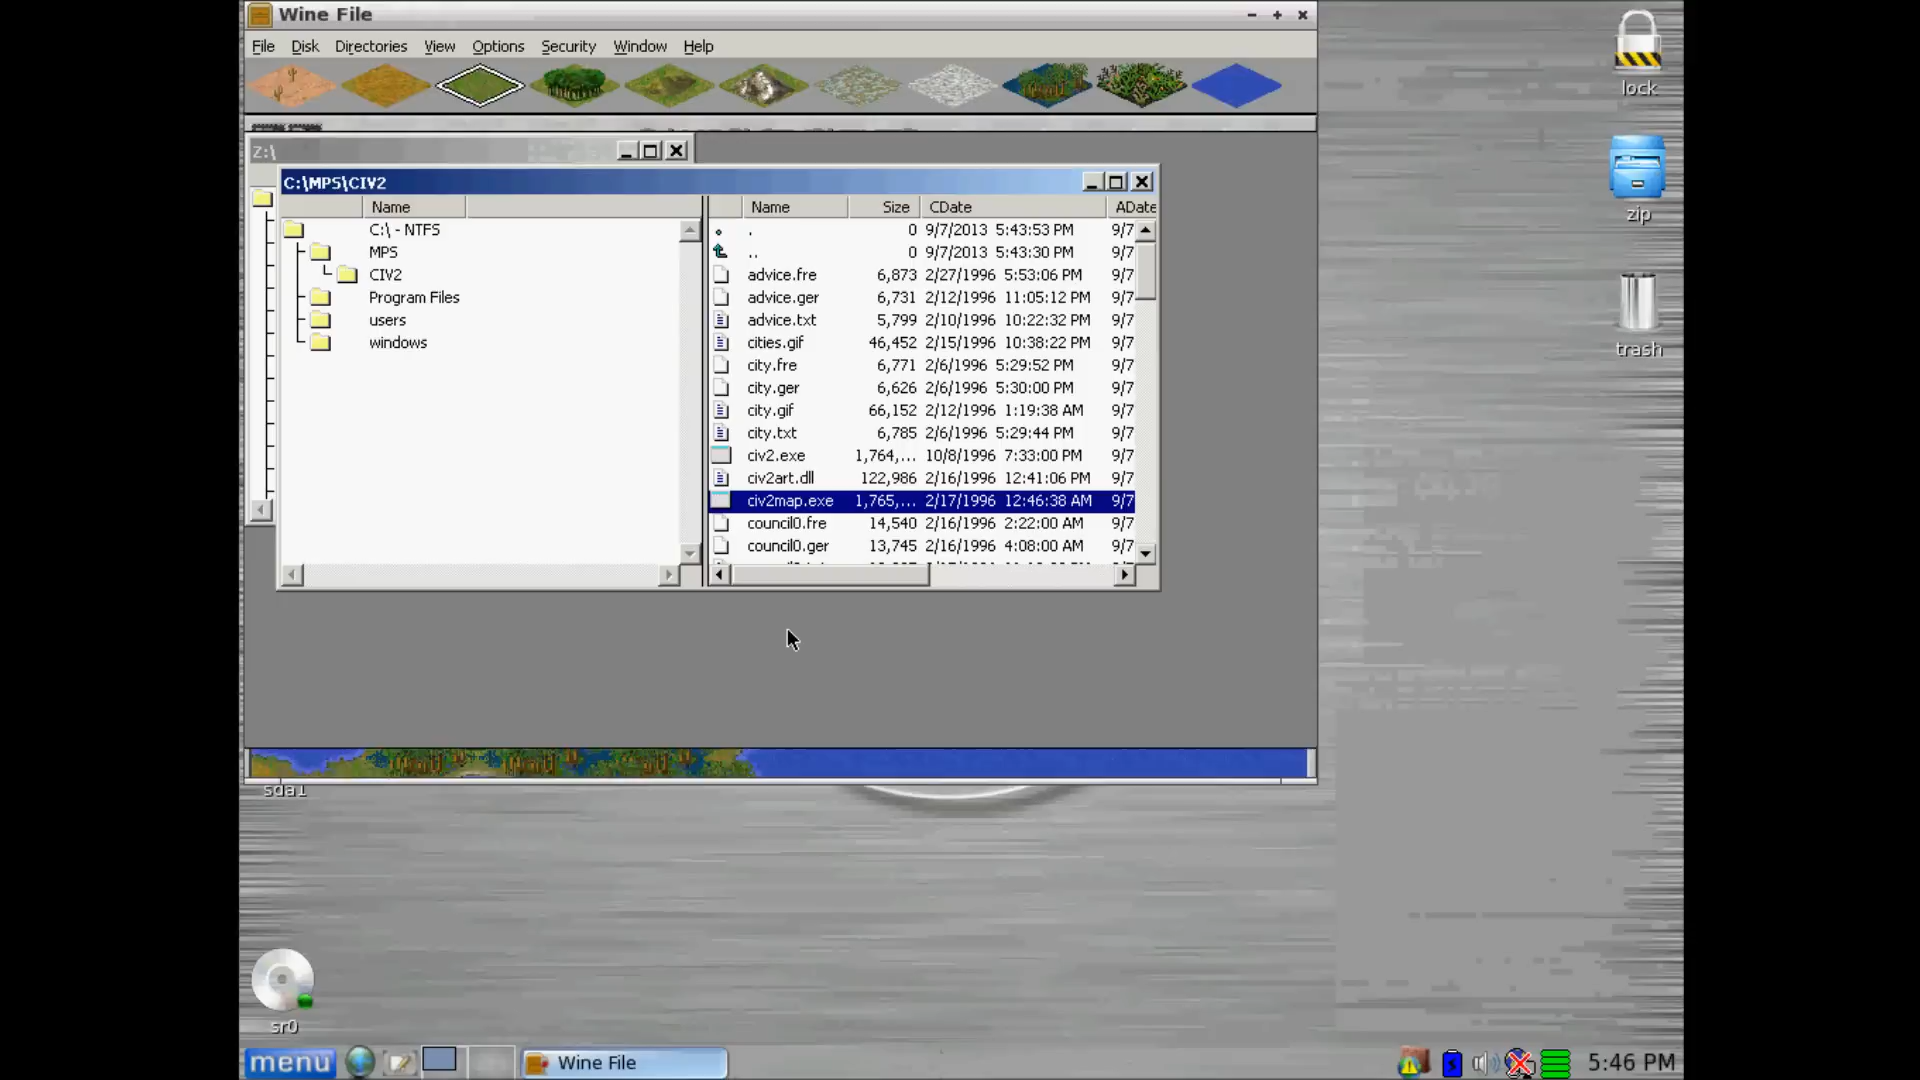 Wine File
File Disk Directories View Options Security Window Help
Z:\
C:\MPS\CIV2
Name
Name Size CDate ADate
C:\ - NTFS
MPS
CIV2
Program Files
users
windows
. 0 9/7/2013 5:43:53 PM 9/7
.. 0 9/7/2013 5:43:30 PM 9/7
advice.fre 6,873 2/27/1996 5:53:06 PM 9/7
advice.ger 6,731 2/12/1996 11:05:12 PM 9/7
advice.txt 5,799 2/10/1996 10:22:32 PM 9/7
cities.gif 46,452 2/15/1996 10:38:22 PM 9/7
city.fre 6,771 2/6/1996 5:29:52 PM 9/7
city.ger 6,626 2/6/1996 5:30:00 PM 9/7
city.gif 66,152 2/12/1996 1:19:38 AM 9/7
city.txt 6,785 2/6/1996 5:29:44 PM 9/7
civ2.exe 1,764,... 10/8/1996 7:33:00 PM 9/7
civ2art.dll 122,986 2/16/1996 12:41:06 PM 9/7
civ2map.exe 1,765,... 2/17/1996 12:46:38 AM 9/7
council0.fre 14,540 2/16/1996 2:22:00 AM 9/7
council0.ger 13,745 2/16/1996 4:08:00 AM 9/7
lock
zip
trash
sda1
sr0
menu
Wine File
5:46 PM